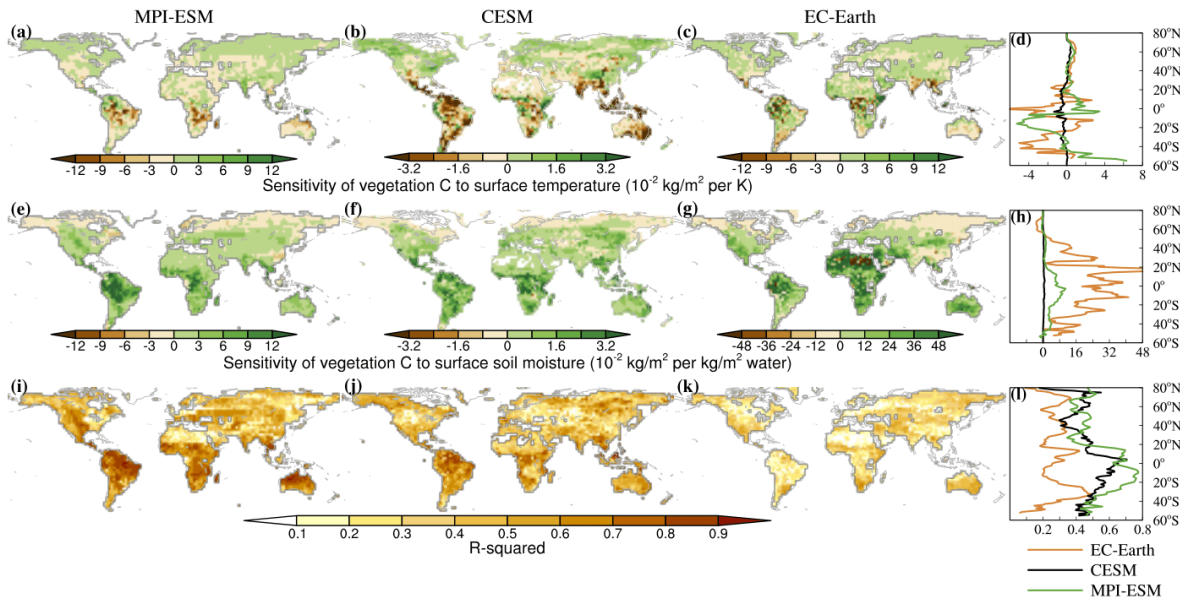 MPI-ESM CESM EC-Earth
(a) (b) (c) (d) 80°N
60°N
40°N
20°N
0°
20°S
40°S
60°S
-12 -9 -6 -3 0 3 6 9 12 -3.2 -1.6 0 1.6 3.2 -12 -9 -6 -3 0 3 6 9 12 -4 0 4 8
Sensitivity of vegetation C to surface temperature (10⁻² kg/m² per K)
(e) (f) (g) (h) 80°N
60°N
40°N
20°N
0°
20°S
40°S
60°S
-12 -9 -6 -3 0 3 6 9 12 -3.2 -1.6 0 1.6 3.2 -48 -36 -24 -12 0 12 24 36 48 0 16 32 48
Sensitivity of vegetation C to surface soil moisture (10⁻² kg/m² per kg/m² water)
(i) (j) (k) (l) 80°N
60°N
40°N
20°N
0°
20°S
40°S
60°S
0.2 0.4 0.6 0.8
0.1 0.2 0.3 0.4 0.5 0.6 0.7 0.8 0.9
R-squared
EC-Earth
CESM
MPI-ESM